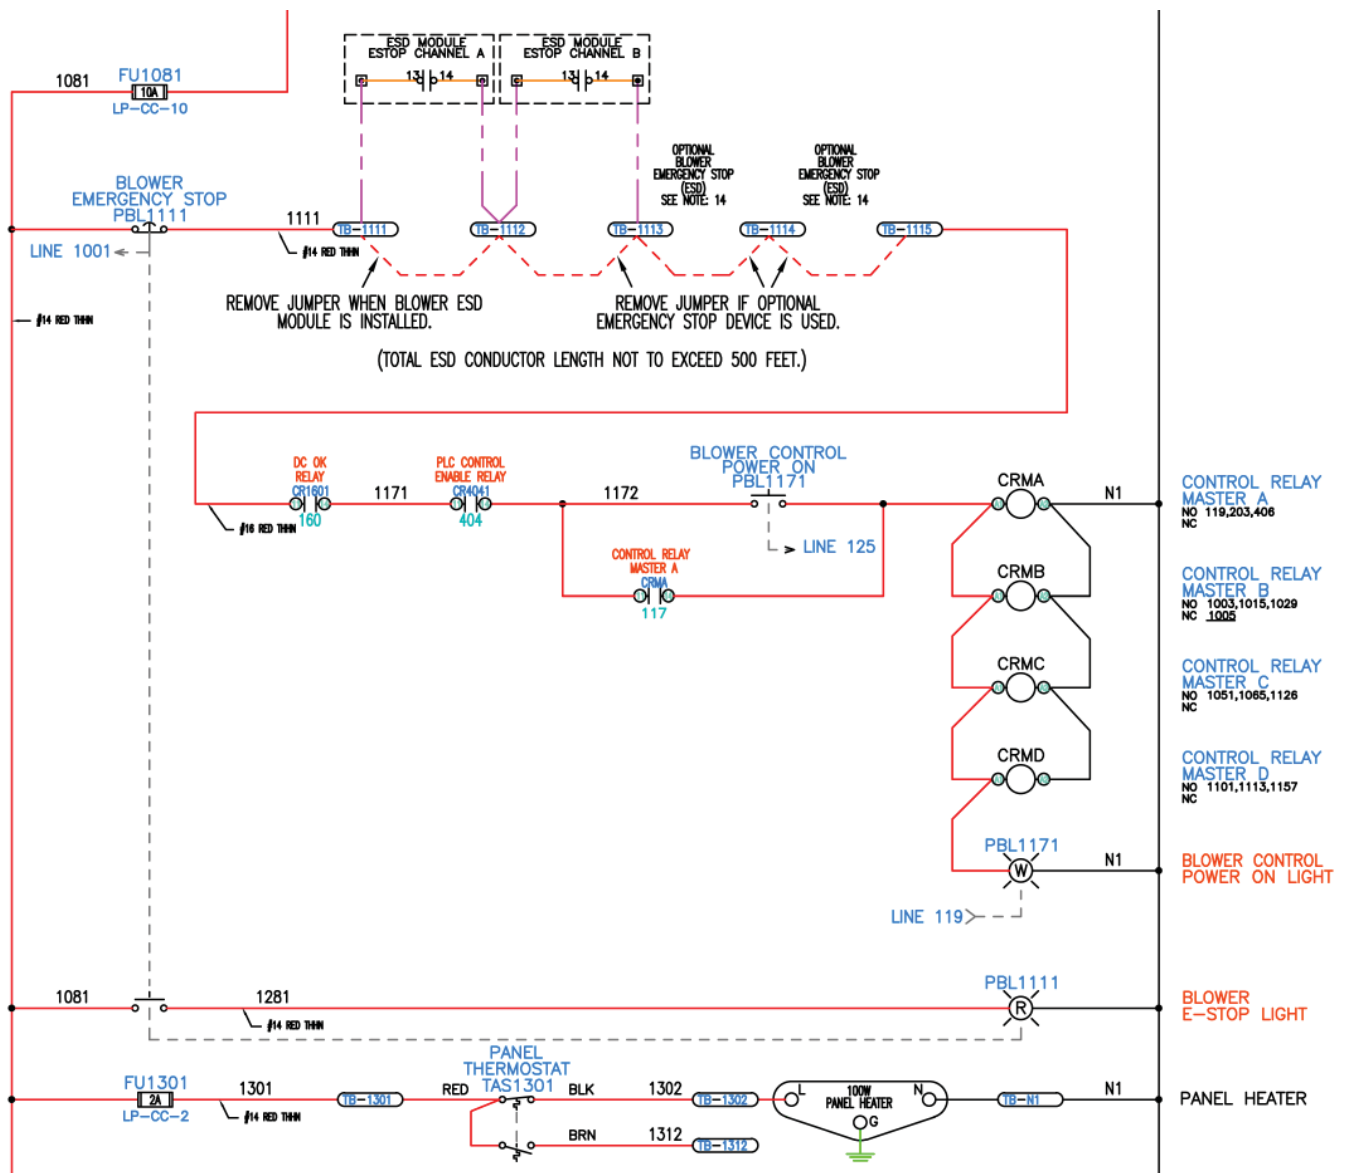 ESD MODULE
ESTOP CHANNEL A
13 14
ESD MODULE
ESTOP CHANNEL B
13 14
1081
FU1081
10A
LP-CC-10
OPTIONAL
BLOWER
EMERGENCY STOP
(ESD)
SEE NOTE: 14
OPTIONAL
BLOWER
EMERGENCY STOP
(ESD)
SEE NOTE: 14
BLOWER
EMERGENCY STOP
PBL1111
1111
TB-1111
TB-1112
TB-1113
TB-1114
TB-1115
LINE 1001
#14 RED THHN
REMOVE JUMPER WHEN BLOWER ESD
MODULE IS INSTALLED.
REMOVE JUMPER IF OPTIONAL
EMERGENCY STOP DEVICE IS USED.
#14 RED THHN
(TOTAL ESD CONDUCTOR LENGTH NOT TO EXCEED 500 FEET.)
DC OK
RELAY
CR1601
160
1171
PLC CONTROL
ENABLE RELAY
CR4041
404
1172
BLOWER CONTROL
POWER ON
PBL1171
CRMA
N1
CONTROL RELAY
MASTER A
NO 119,203,406
NC
#16 RED THHN
LINE 125
CONTROL RELAY
MASTER A
CRMA
117
CRMB
CONTROL RELAY
MASTER B
NO 1003,1015,1029
NC 1005
CRMC
CONTROL RELAY
MASTER C
NO 1051,1065,1126
NC
CRMD
CONTROL RELAY
MASTER D
NO 1101,1113,1157
NC
PBL1171
W
N1
BLOWER CONTROL
POWER ON LIGHT
LINE 119
1081
1281
#14 RED THHN
PBL1111
R
BLOWER
E-STOP LIGHT
FU1301
2A
LP-CC-2
1301
#14 RED THHN
TB-1301
RED
PANEL
THERMOSTAT
TAS1301
BLK
1302
TB-1302
L
100W
PANEL HEATER
N
G
TB-N1
N1
PANEL HEATER
BRN
1312
TB-1312